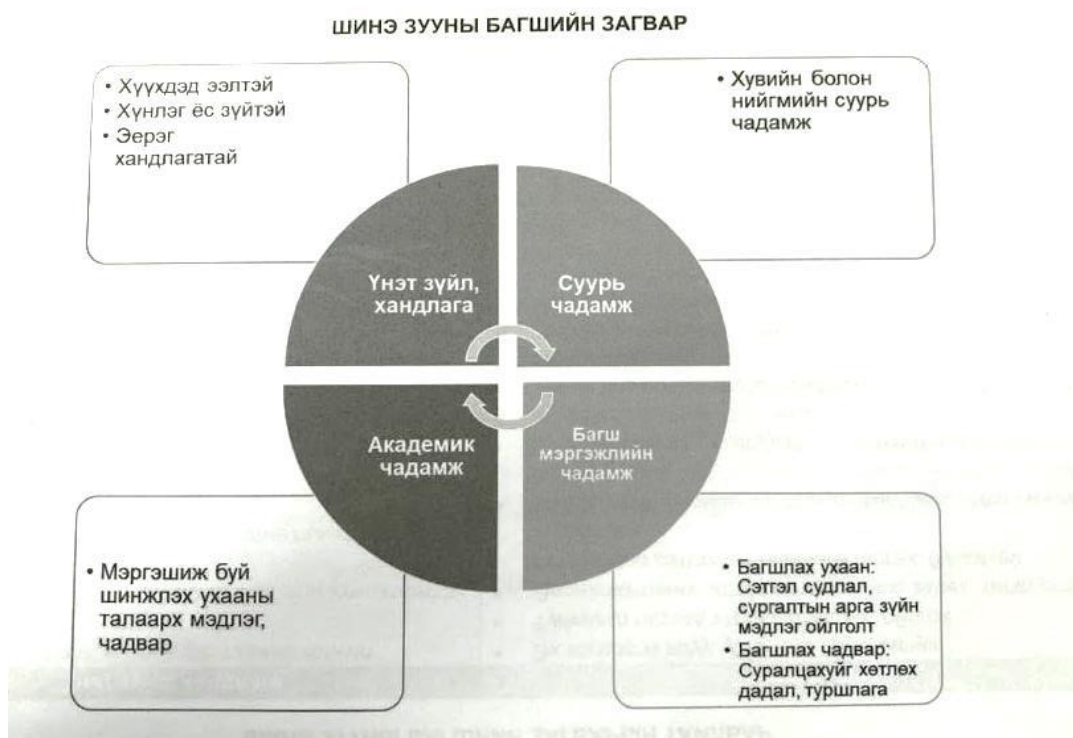 ШИНЭ ЗУУНЫ БАГШИЙН ЗАГВАР
• Хүүхдэд ээлтэй
• Хүнлэг ёс зүйтэй
• Эерэг
хандлагатай
• Хувийн болон
нийгмийн суурь
чадамж
Үнэт зүйл,
хандлага
Суурь
чадамж
Академик
чадамж
Багш
мэргэжлийн
чадамж
• Мэргэшиж буй
шинжлэх ухааны
талаарх мэдлэг,
чадвар
• Багшлах ухаан:
Сэтгэл судлал,
сургалтын арга зүйн
мэдлэг ойлголт
• Багшлах чадвар:
Суралцахуйг хөтлөх
дадал, туршлага